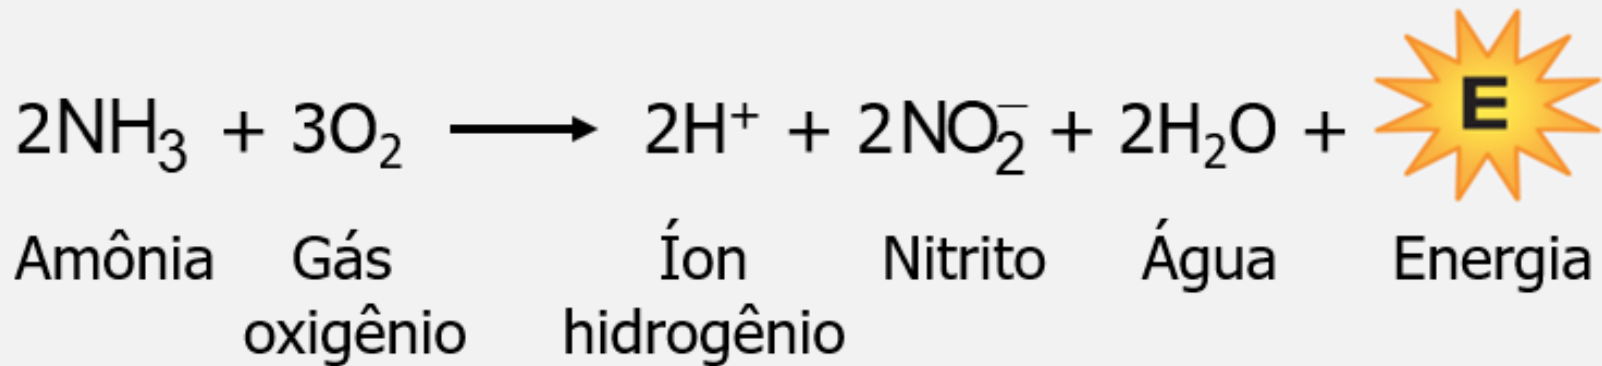 2NH₃ + 3O₂ ⟶ 2H⁺ + 2NO₂⁻ + 2H₂O + E
Amônia Gás Íon Nitrito Água Energia
oxigênio hidrogênio